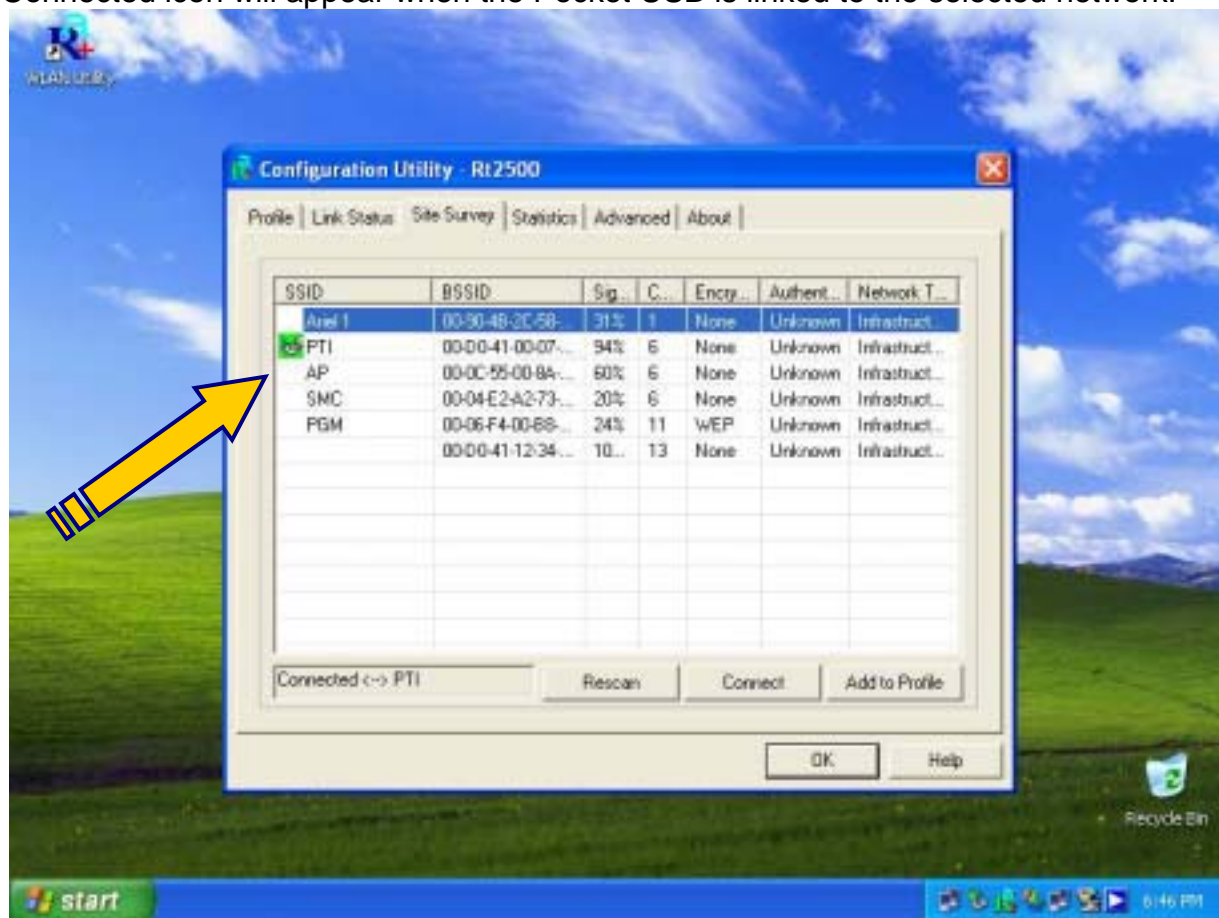 Connected icon will appear when the Pocket USB is linked to the selected network.
WLAN Utility
Configuration Utility - Rt2500
Profile Link Status Site Survey Statistics Advanced About
SSID BSSID Sig... C... Encry... Authent... Network T...
Ariel 1 00-90-4B-2C-58-... 31% 1 None Unknown Infrastruct...
PTI 00-D0-41-00-07-... 94% 6 None Unknown Infrastruct...
AP 00-0C-55-00-8A-... 60% 6 None Unknown Infrastruct...
SMC 00-04-E2-A2-73-... 20% 6 None Unknown Infrastruct...
PGM 00-06-F4-00-B8-... 24% 11 WEP Unknown Infrastruct...
00-D0-41-12-34-... 10... 13 None Unknown Infrastruct...
Connected <--> PTI Rescan Connect Add to Profile
OK Help
Recycle Bin
start 6:46 PM